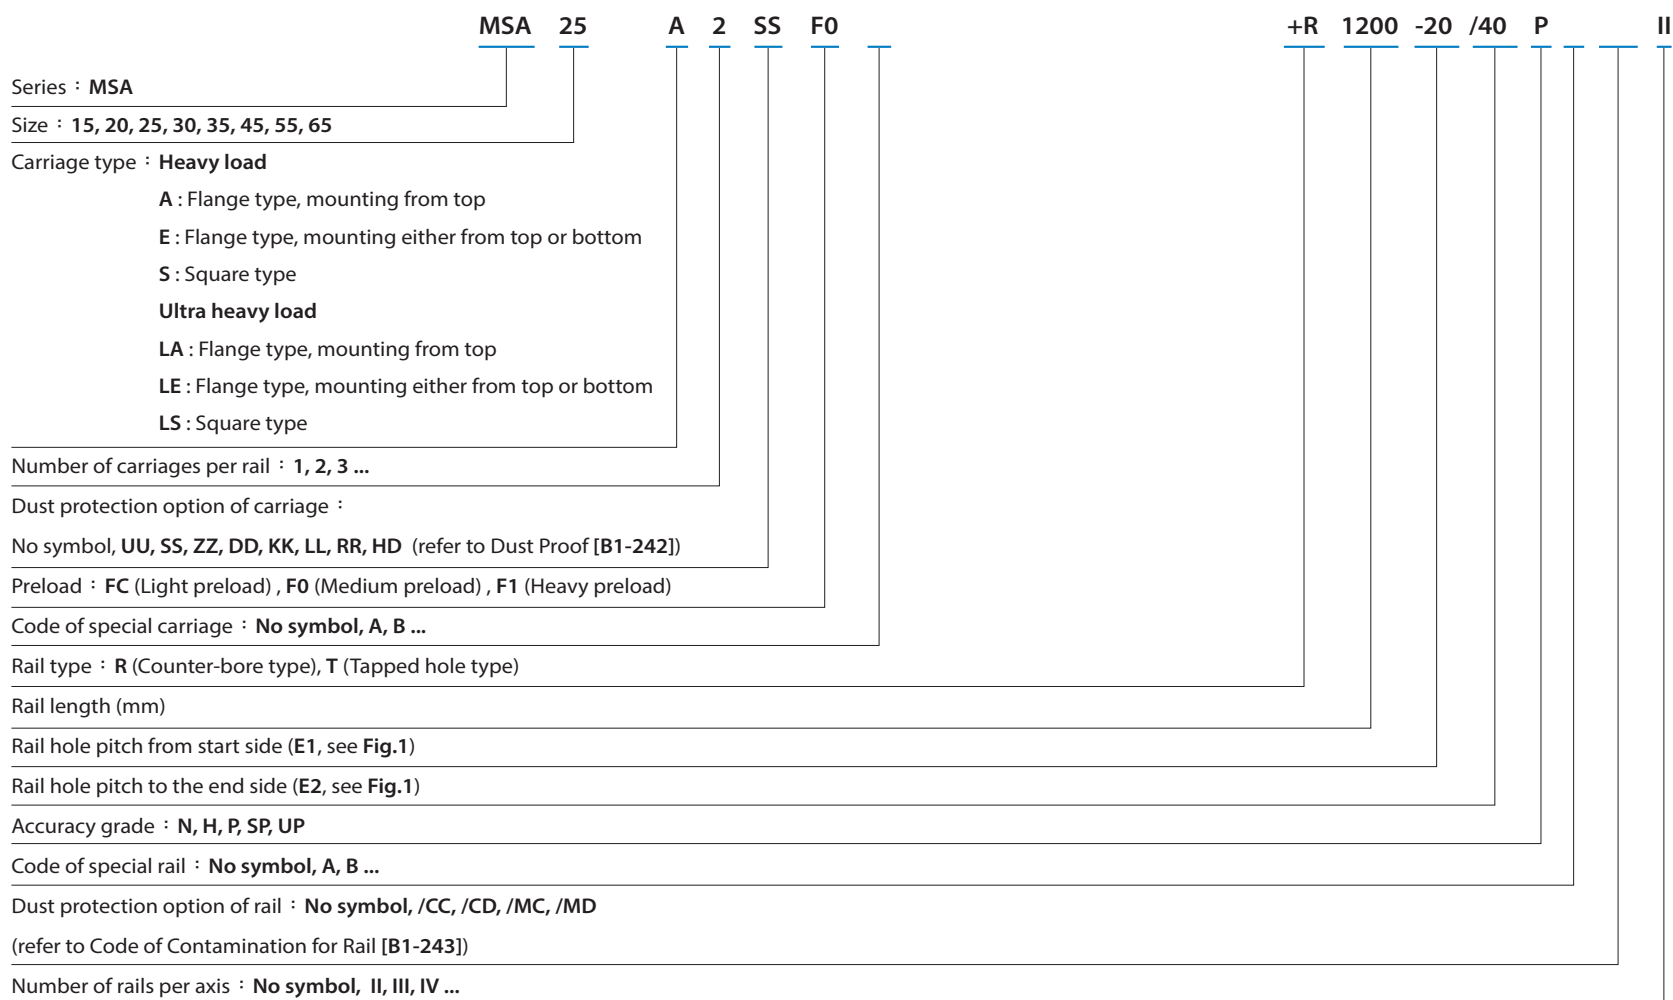 MSA 25 A 2 SS F0 +R 1200 -20 /40 P II
Series : MSA
Size : 15, 20, 25, 30, 35, 45, 55, 65
Carriage type : Heavy load
A : Flange type, mounting from top
E : Flange type, mounting either from top or bottom
S : Square type
Ultra heavy load
LA : Flange type, mounting from top
LE : Flange type, mounting either from top or bottom
LS : Square type
Number of carriages per rail : 1, 2, 3 ...
Dust protection option of carriage :
No symbol, UU, SS, ZZ, DD, KK, LL, RR, HD (refer to Dust Proof [B1-242])
Preload : FC (Light preload) , F0 (Medium preload) , F1 (Heavy preload)
Code of special carriage : No symbol, A, B ...
Rail type : R (Counter-bore type), T (Tapped hole type)
Rail length (mm)
Rail hole pitch from start side (E1, see Fig.1)
Rail hole pitch to the end side (E2, see Fig.1)
Accuracy grade : N, H, P, SP, UP
Code of special rail : No symbol, A, B ...
Dust protection option of rail : No symbol, /CC, /CD, /MC, /MD
(refer to Code of Contamination for Rail [B1-243])
Number of rails per axis : No symbol, II, III, IV ...